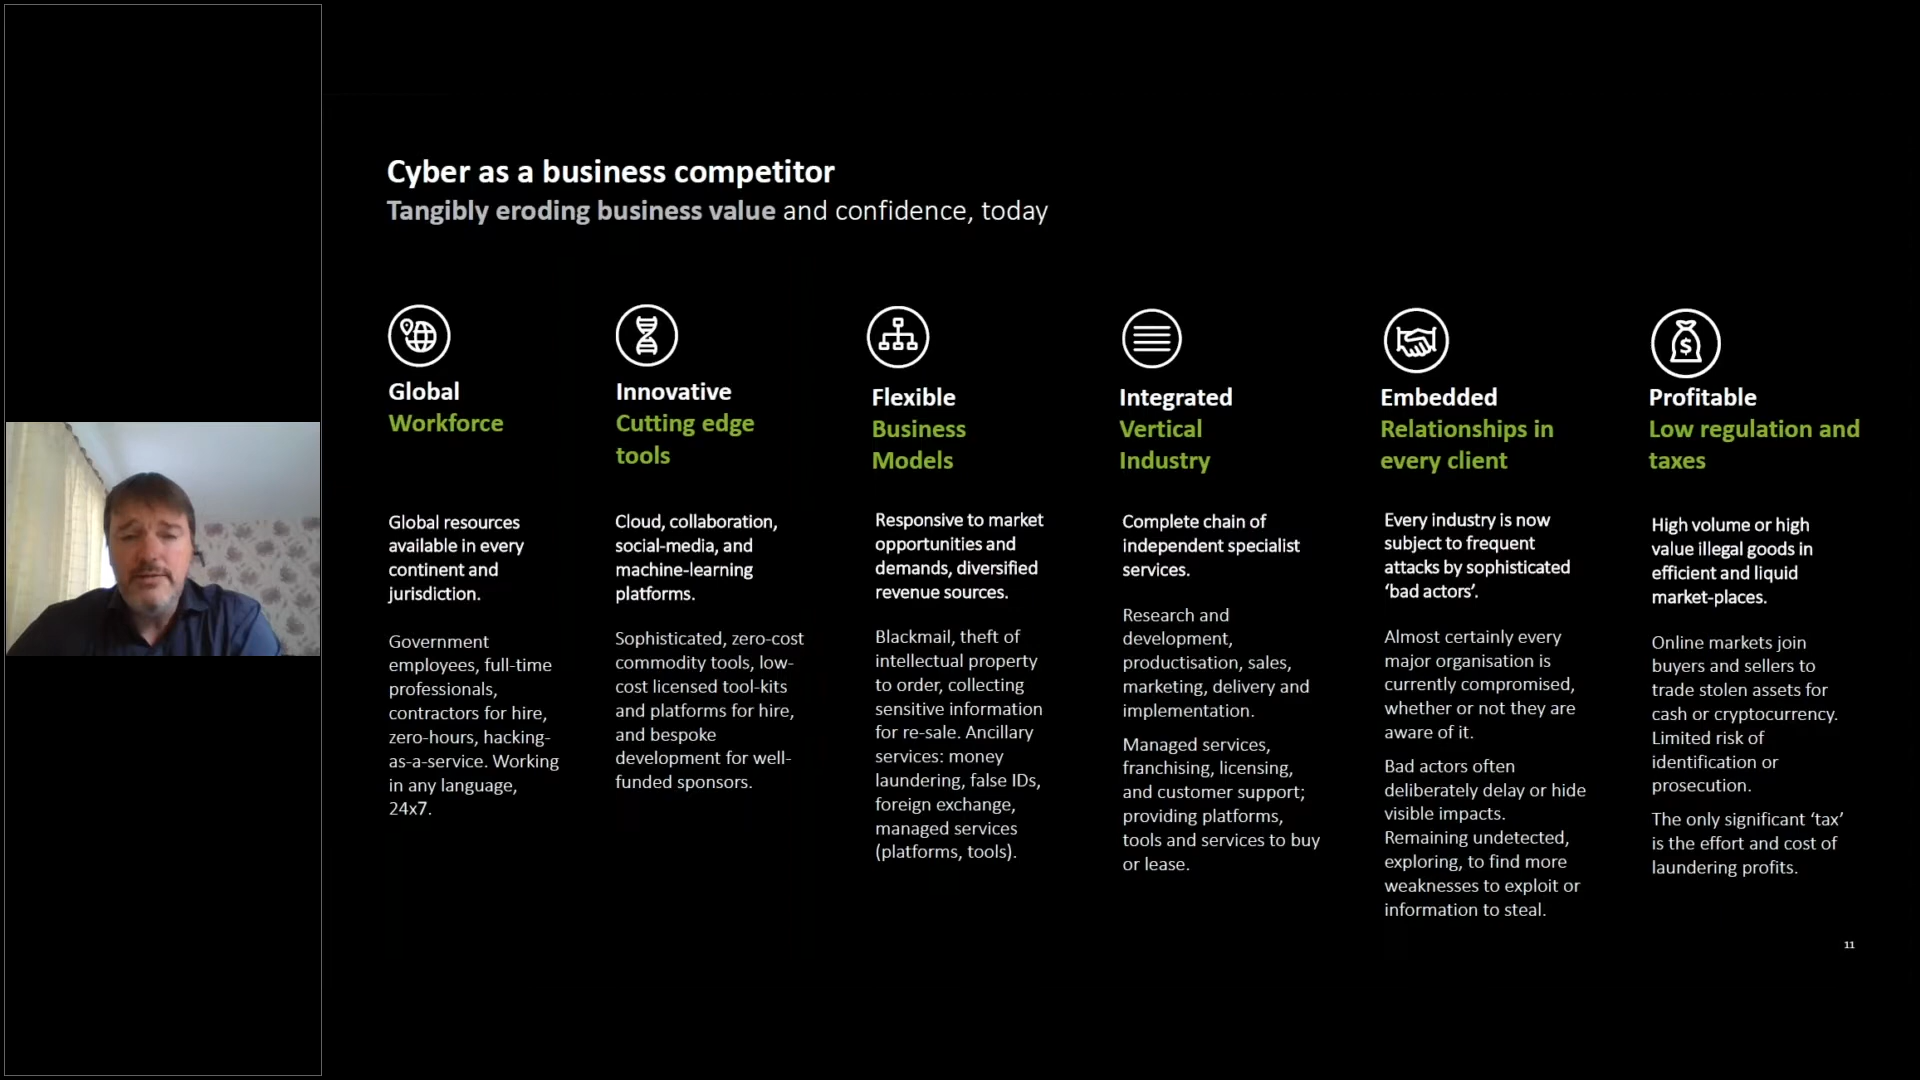 Cyber as a business competitor
Tangibly eroding business value and confidence, today
Global
Workforce
Global resources
available in every
continent and
jurisdiction.
Government
employees, full-time
professionals,
contractors for hire,
zero-hours, hacking-
as-a-service. Working
in any language,
24x7.
Innovative
Cutting edge
tools
Cloud, collaboration,
social-media, and
machine-learning
platforms.
Sophisticated, zero-cost
commodity tools, low-
cost licensed tool-kits
and platforms for hire,
and bespoke
development for well-
funded sponsors.
Flexible
Business
Models
Responsive to market
opportunities and
demands, diversified
revenue sources.
Blackmail, theft of
intellectual property
to order, collecting
sensitive information
for re-sale. Ancillary
services: money
laundering, false IDs,
foreign exchange,
managed services
(platforms, tools).
Integrated
Vertical
Industry
Complete chain of
independent specialist
services.
Research and
development,
productisation, sales,
marketing, delivery and
implementation.
Managed services,
franchising, licensing,
and customer support;
providing platforms,
tools and services to buy
or lease.
Embedded
Relationships in
every client
Every industry is now
subject to frequent
attacks by sophisticated
‘bad actors’.
Almost certainly every
major organisation is
currently compromised,
whether or not they are
aware of it.
Bad actors often
deliberately delay or hide
visible impacts.
Remaining undetected,
exploring, to find more
weaknesses to exploit or
information to steal.
$
Profitable
Low regulation and
taxes
High volume or high
value illegal goods in
efficient and liquid
market-places.
Online markets join
buyers and sellers to
trade stolen assets for
cash or cryptocurrency.
Limited risk of
identification or
prosecution.
The only significant ‘tax’
is the effort and cost of
laundering profits.
11